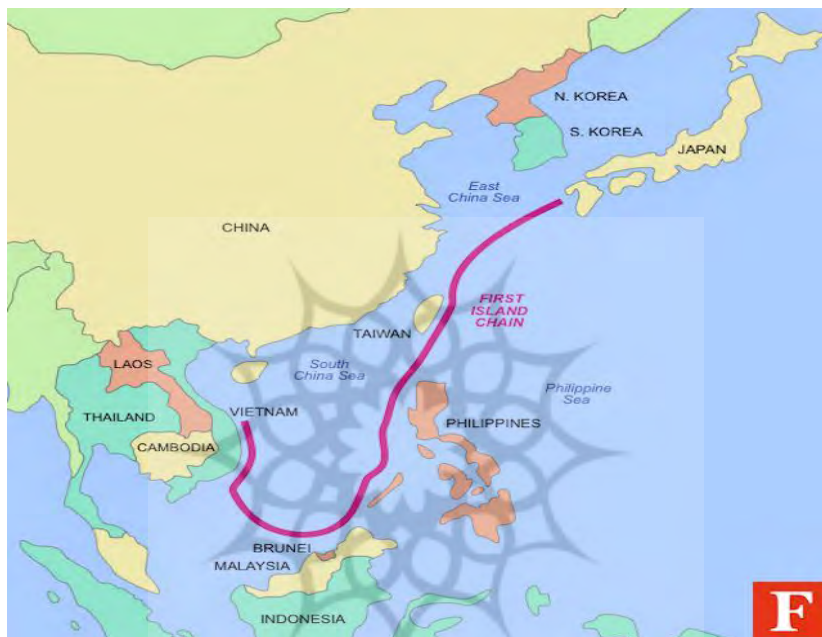 N. KOREA
S. KOREA
JAPAN
East
China Sea
CHINA
FIRST
ISLAND
CHAIN
TAIWAN
South
China Sea
LAOS
Philippine
Sea
THAILAND
VIETNAM
PHILIPPINES
CAMBODIA
BRUNEI
MALAYSIA
INDONESIA
F